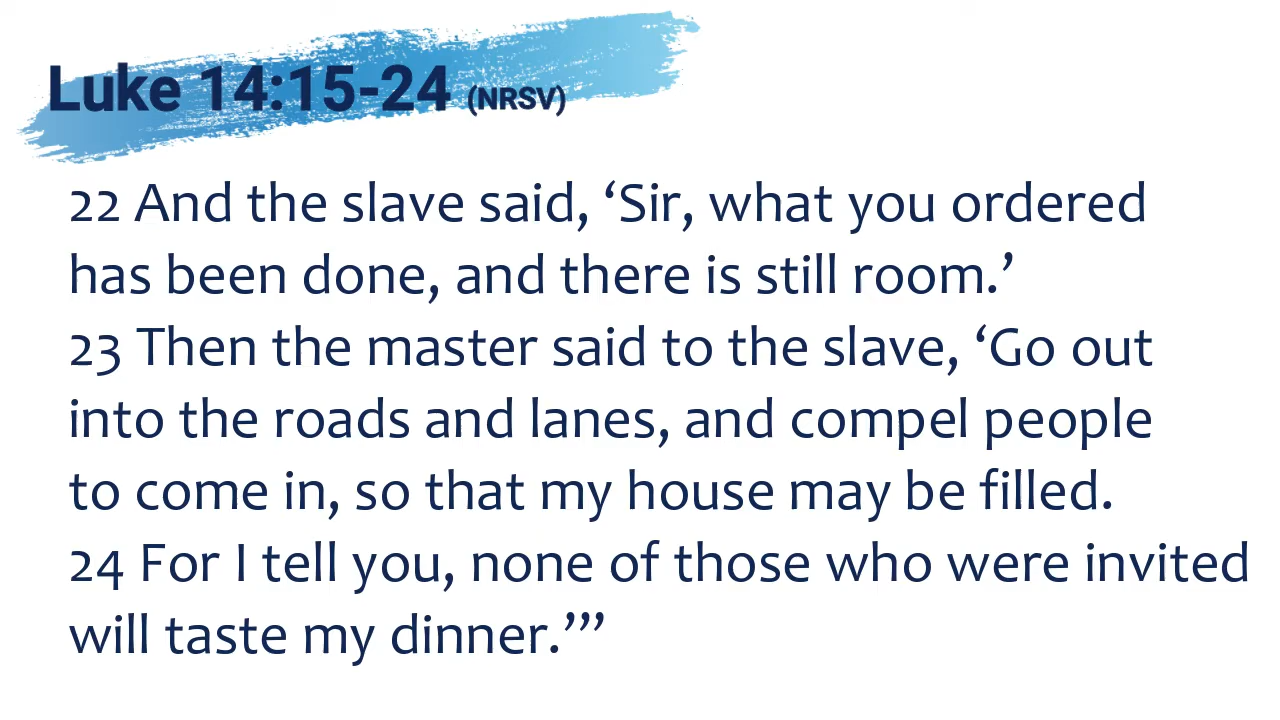 Luke 14:15-24 (NRSV)
22 And the slave said, ‘Sir, what you ordered
has been done, and there is still room.’
23 Then the master said to the slave, ‘Go out
into the roads and lanes, and compel people
to come in, so that my house may be filled.
24 For I tell you, none of those who were invited
will taste my dinner.’”